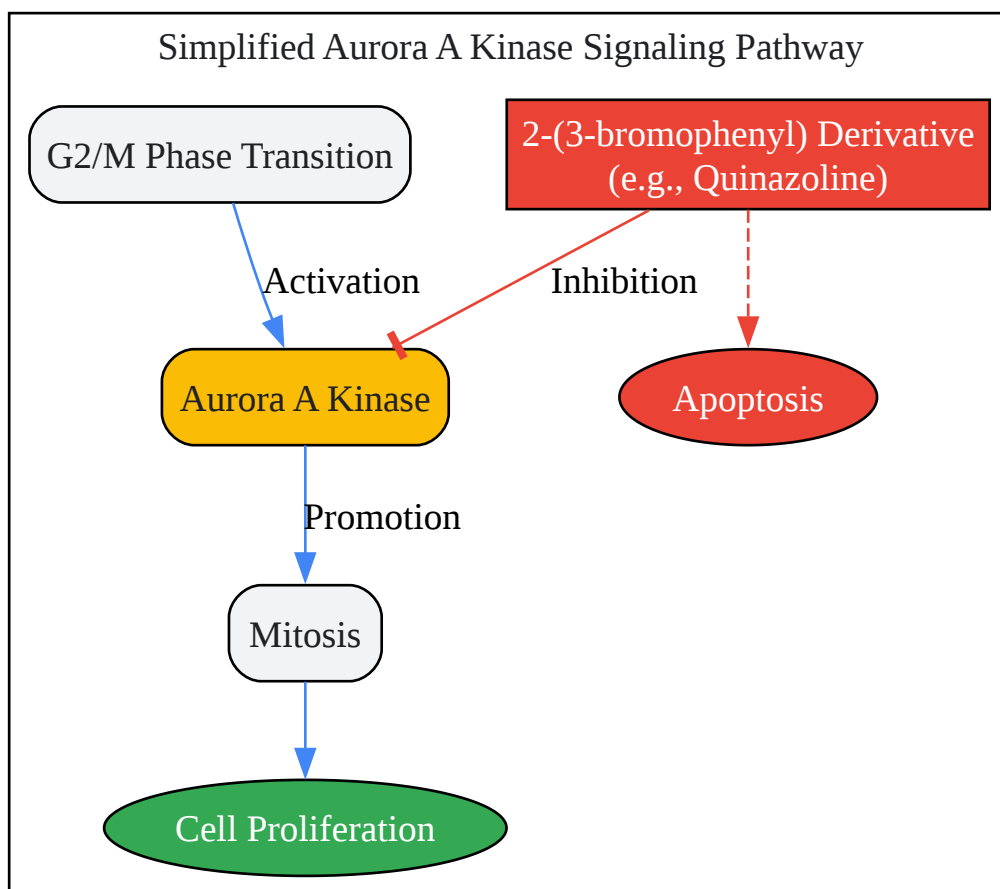 Simplified Aurora A Kinase Signaling Pathway
G2/M Phase Transition
2-(3-bromophenyl) Derivative
(e.g., Quinazoline)
Activation
Inhibition
Aurora A Kinase
Apoptosis
Promotion
Mitosis
Cell Proliferation